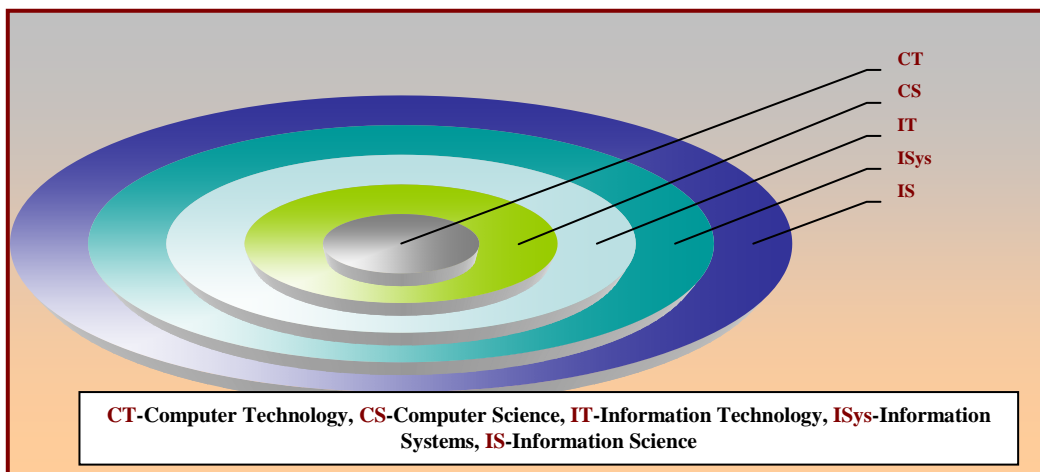 CT
CS
IT
ISys
IS
CT-Computer Technology, CS-Computer Science, IT-Information Technology, ISys-Information
Systems, IS-Information Science